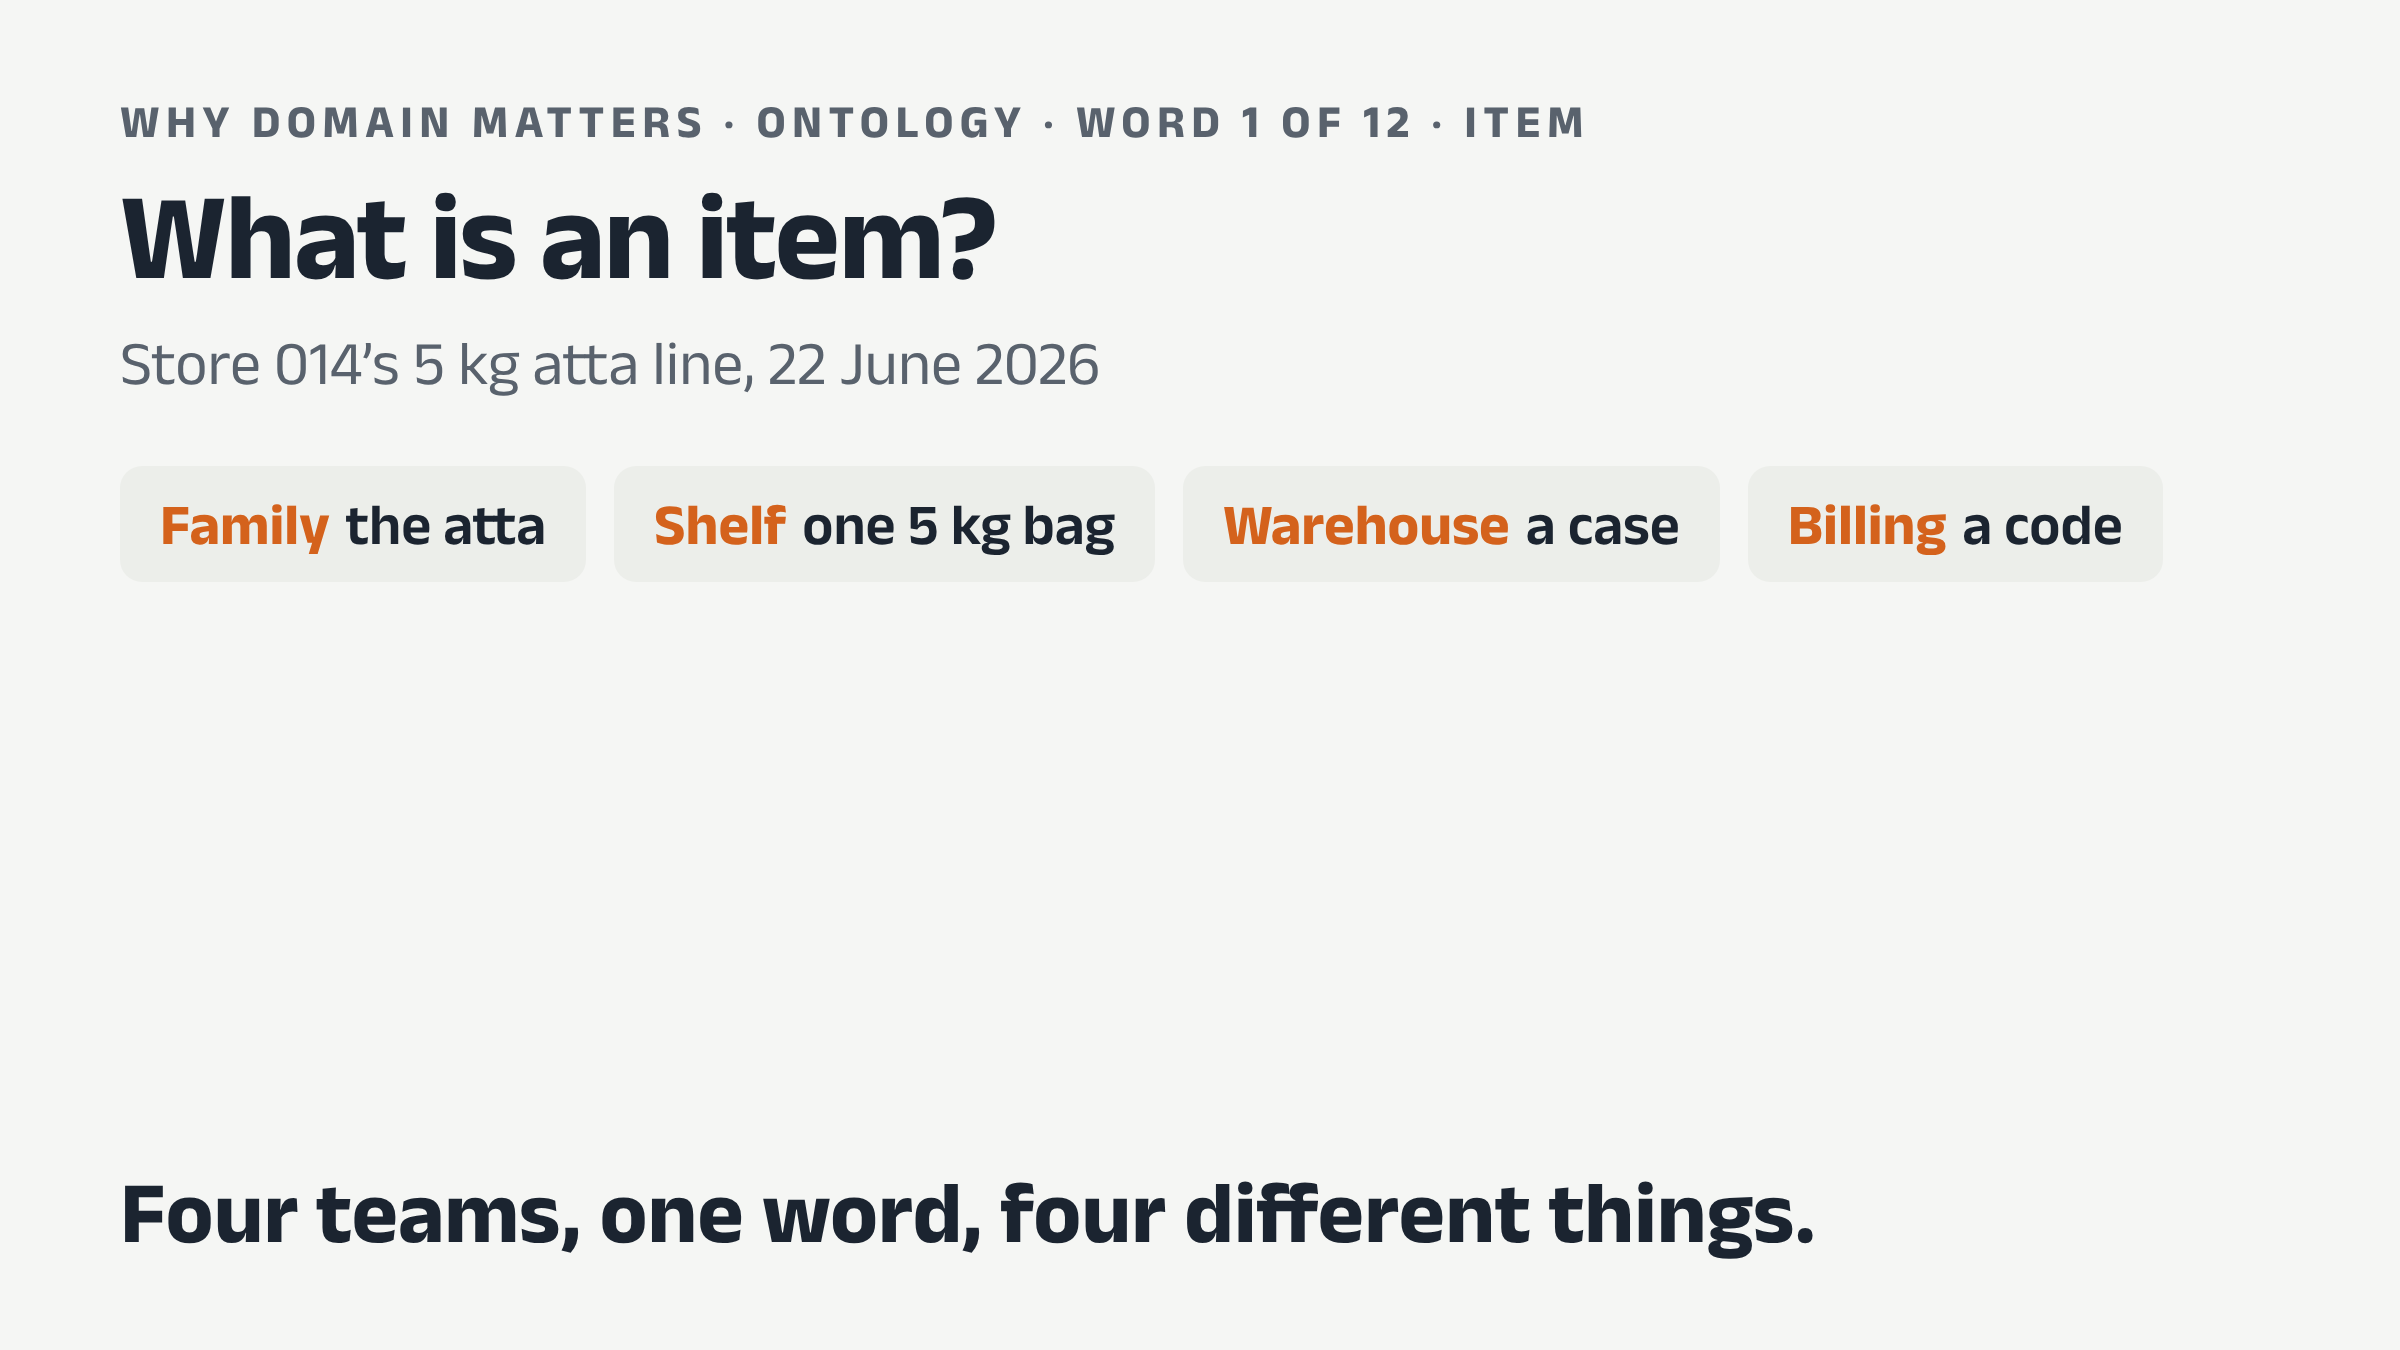 WHY DOMAIN MATTERS · ONTOLOGY · WORD 1 OF 12 · ITEM
What is an item?
Store 014’s 5 kg atta line, 22 June 2026
Family the atta
Shelf one 5 kg bag
Warehouse a case
Billing a code
Four teams, one word, four different things.